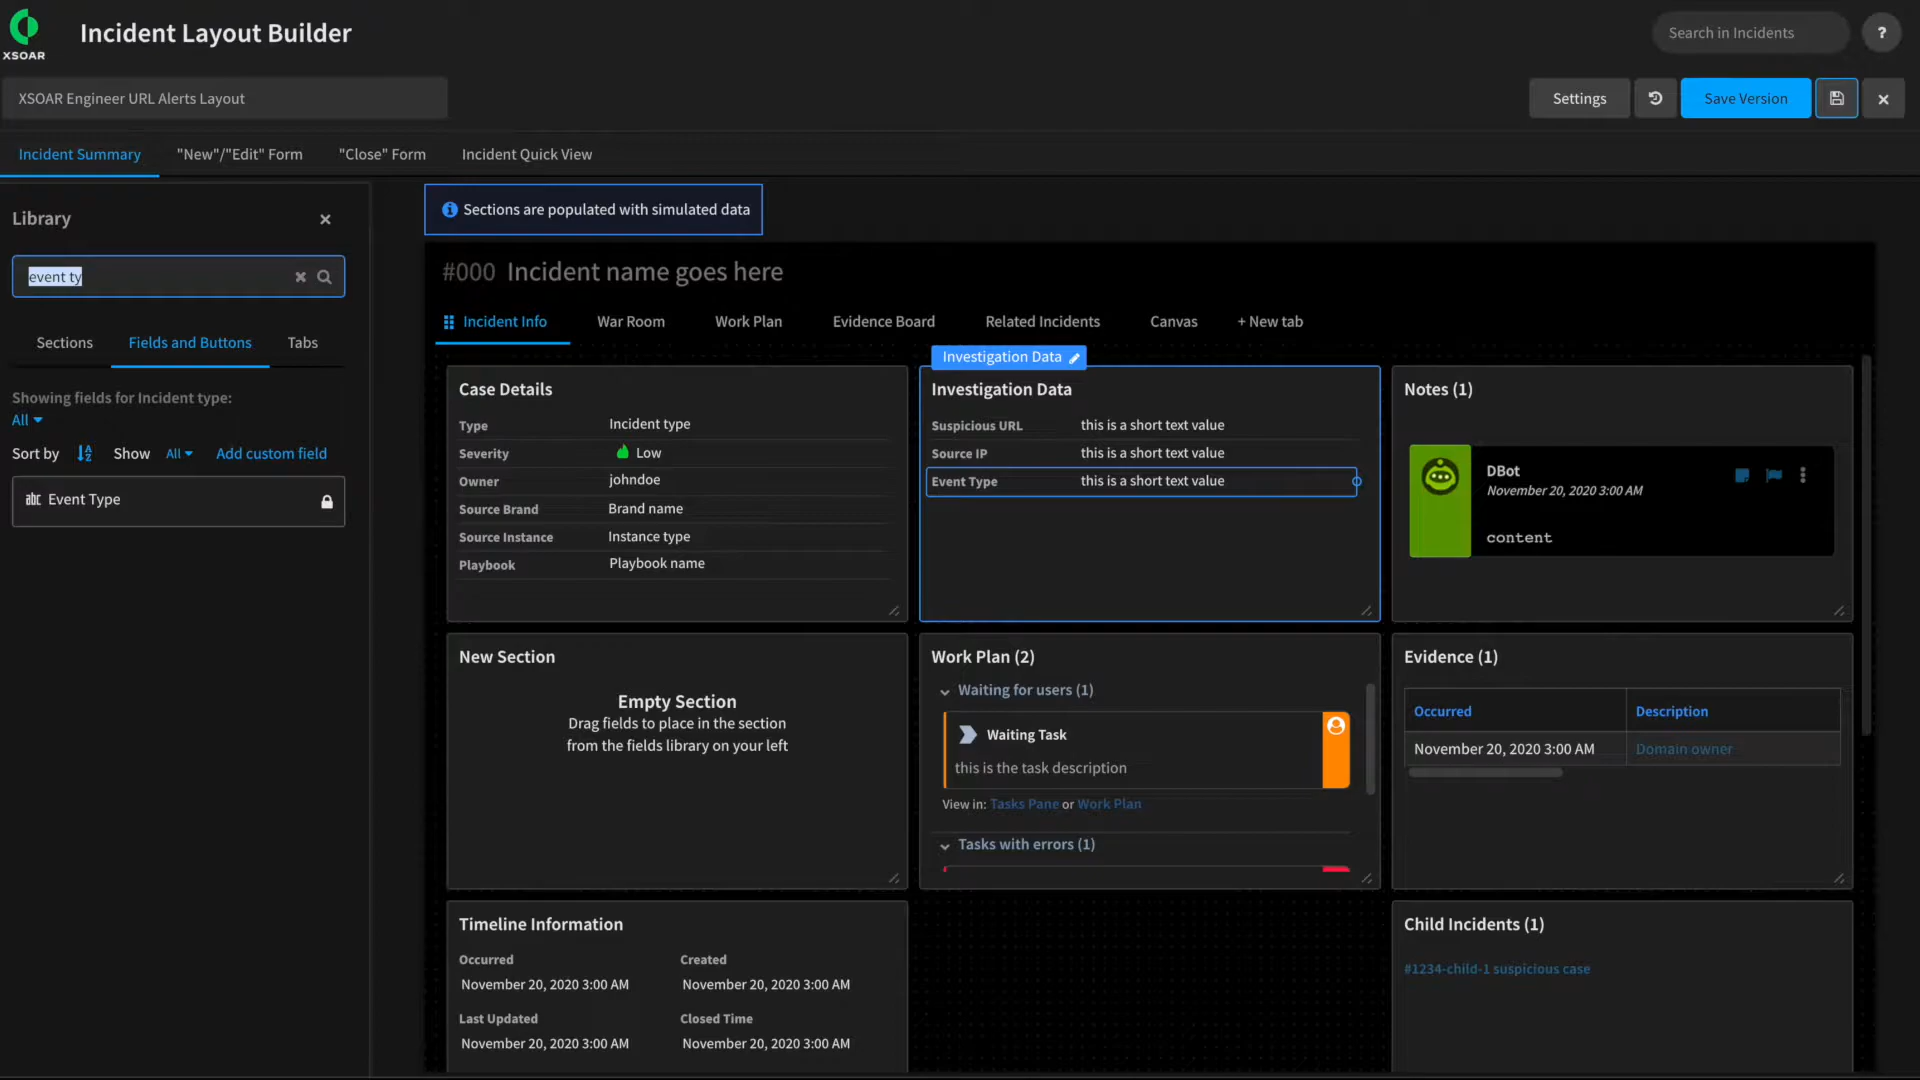 XSOAR
Incident Layout Builder
Search in Incidents
?
XSOAR Engineer URL Alerts Layout
Settings
Save Version
Incident Summary
"New"/"Edit" Form
"Close" Form
Incident Quick View
Library
event ty
Sections
Fields and Buttons
Tabs
Showing fields for Incident type:
All
Sort by
Show
All
Add custom field
abc Event Type
Sections are populated with simulated data
#000 Incident name goes here
Incident Info
War Room
Work Plan
Evidence Board
Related Incidents
Canvas
+ New tab
Case Details
Type Incident type
Severity Low
Owner johndoe
Source Brand Brand name
Source Instance Instance type
Playbook Playbook name
Investigation Data
Investigation Data
Suspicious URL this is a short text value
Source IP this is a short text value
Event Type this is a short text value
Notes (1)
DBot
November 20, 2020 3:00 AM
content
New Section
Empty Section
Drag fields to place in the section
from the fields library on your left
Work Plan (2)
Waiting for users (1)
Waiting Task
this is the task description
View in: Tasks Pane or Work Plan
Tasks with errors (1)
Evidence (1)
Occurred Description
November 20, 2020 3:00 AM Domain owner
Timeline Information
Occurred Created
November 20, 2020 3:00 AM November 20, 2020 3:00 AM
Last Updated Closed Time
November 20, 2020 3:00 AM November 20, 2020 3:00 AM
Child Incidents (1)
#1234-child-1 suspicious case